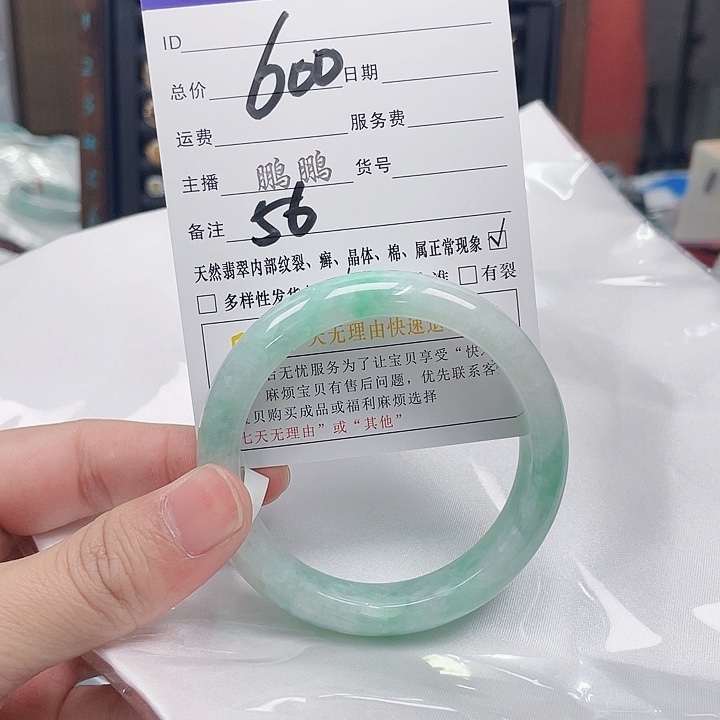 ID
总价 600 日期
运费 服务费
主播 鹏鹏 货号
备注 56
天然翡翠内部纹裂、癣、晶体、棉、属正常现象
多样性发货 准 有裂
天无理由快速退
无忧服务为了让宝贝享受“快
麻烦宝贝有售后问题，优先联系客
贝购买成品或福利麻烦选择
七天无理由”或“其他”